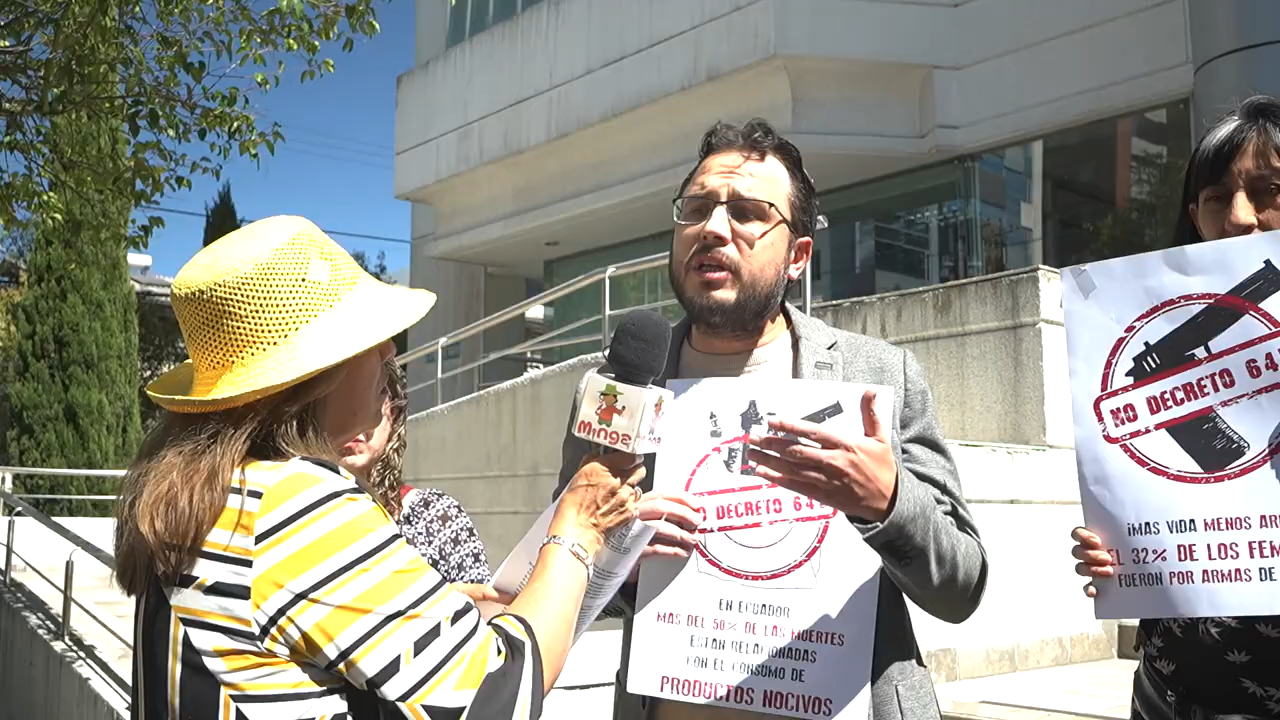 Minga
NO DECRETO 64
EN ECUADOR
MAS DEL 50% DE LAS MUERTES
ESTAN RELACIONADAS
CON EL CONSUMO DE
PRODUCTOS NOCIVOS
NO DECRETO 64
¡MAS VIDA MENOS AR
EL 32% DE LOS FEM
FUERON POR ARMAS DE